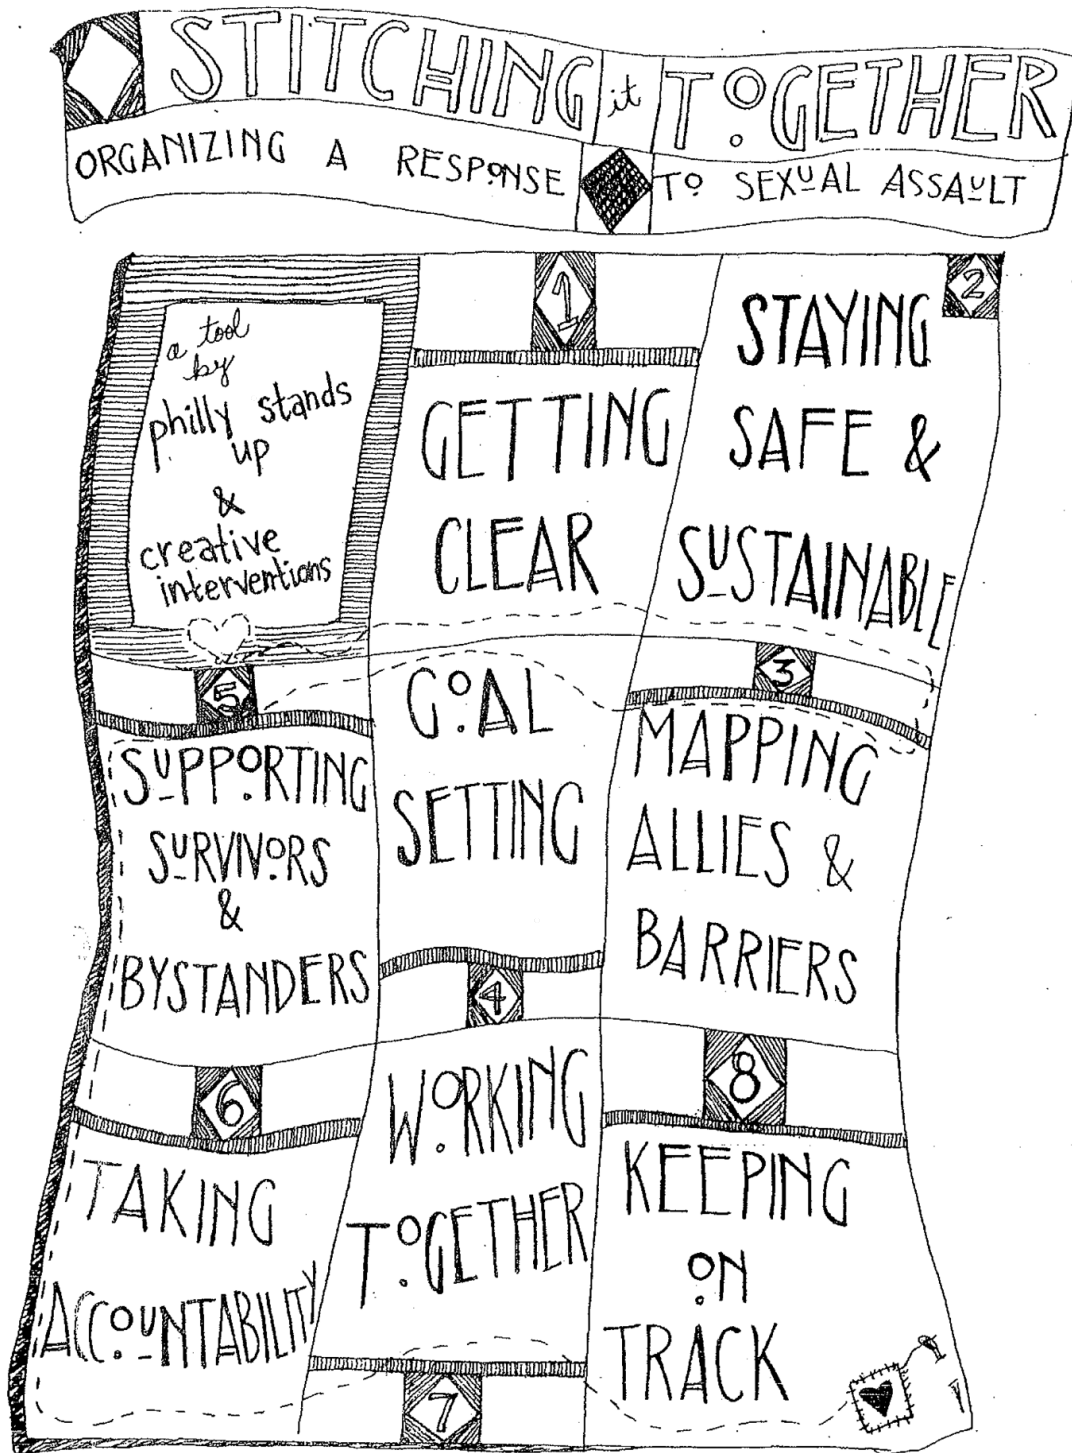 STITCHING it TOGETHER
ORGANIZING A RESPONSE TO SEXUAL ASSAULT
a tool
by
philly stands
up
&
creative
interventions
1
GETTING
CLEAR
2
STAYING
SAFE &
SUSTAINABLE
3
MAPPING
ALLIES &
BARRIERS
GOAL
SETTING
4
5
SUPPORTING
SURVIVORS
&
BYSTANDERS
6
TAKING
ACCOUNTABILITY
WORKING
TOGETHER
7
8
KEEPING
ON
TRACK